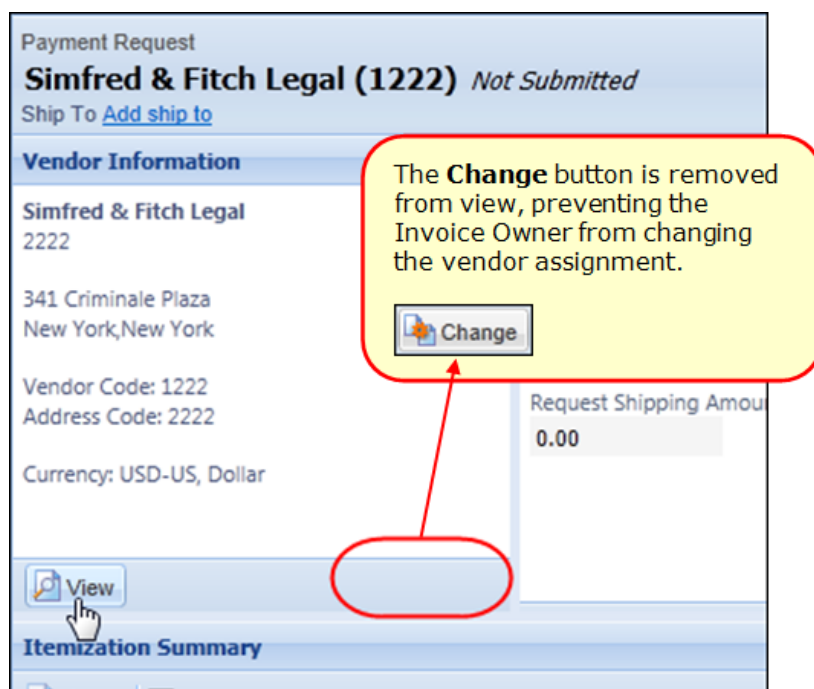 Payment Request
Simfred & Fitch Legal (1222) Not Submitted
Ship To Add ship to
Vendor Information
Simfred & Fitch Legal
2222
341 Criminale Plaza
New York,New York
Vendor Code: 1222
Address Code: 2222
Currency: USD-US, Dollar
View
The Change button is removed
from view, preventing the
Invoice Owner from changing
the vendor assignment.
Change
Request Shipping Amou
0.00
Itemization Summary